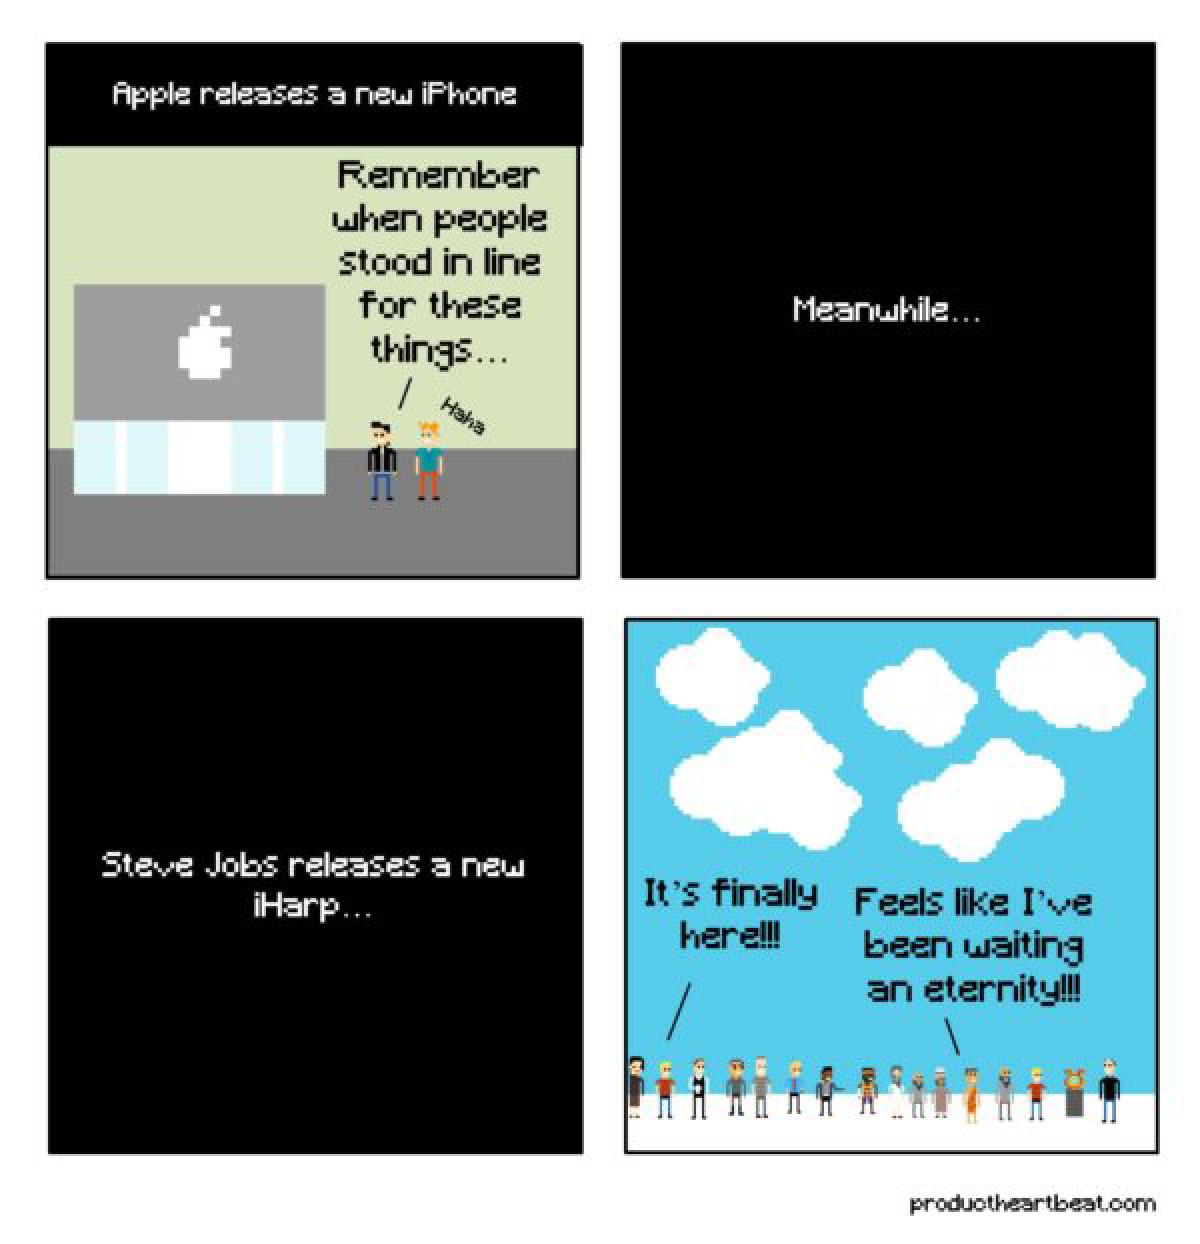 Apple releases a new iPhone
Remember
when people
stood in line
for these
things...
Haha
Meanwhile...
Steve Jobs releases a new
iHarp...
It's finally
here!!!
Feels like I've
been waiting
an eternity!!!
productheartbeat.com